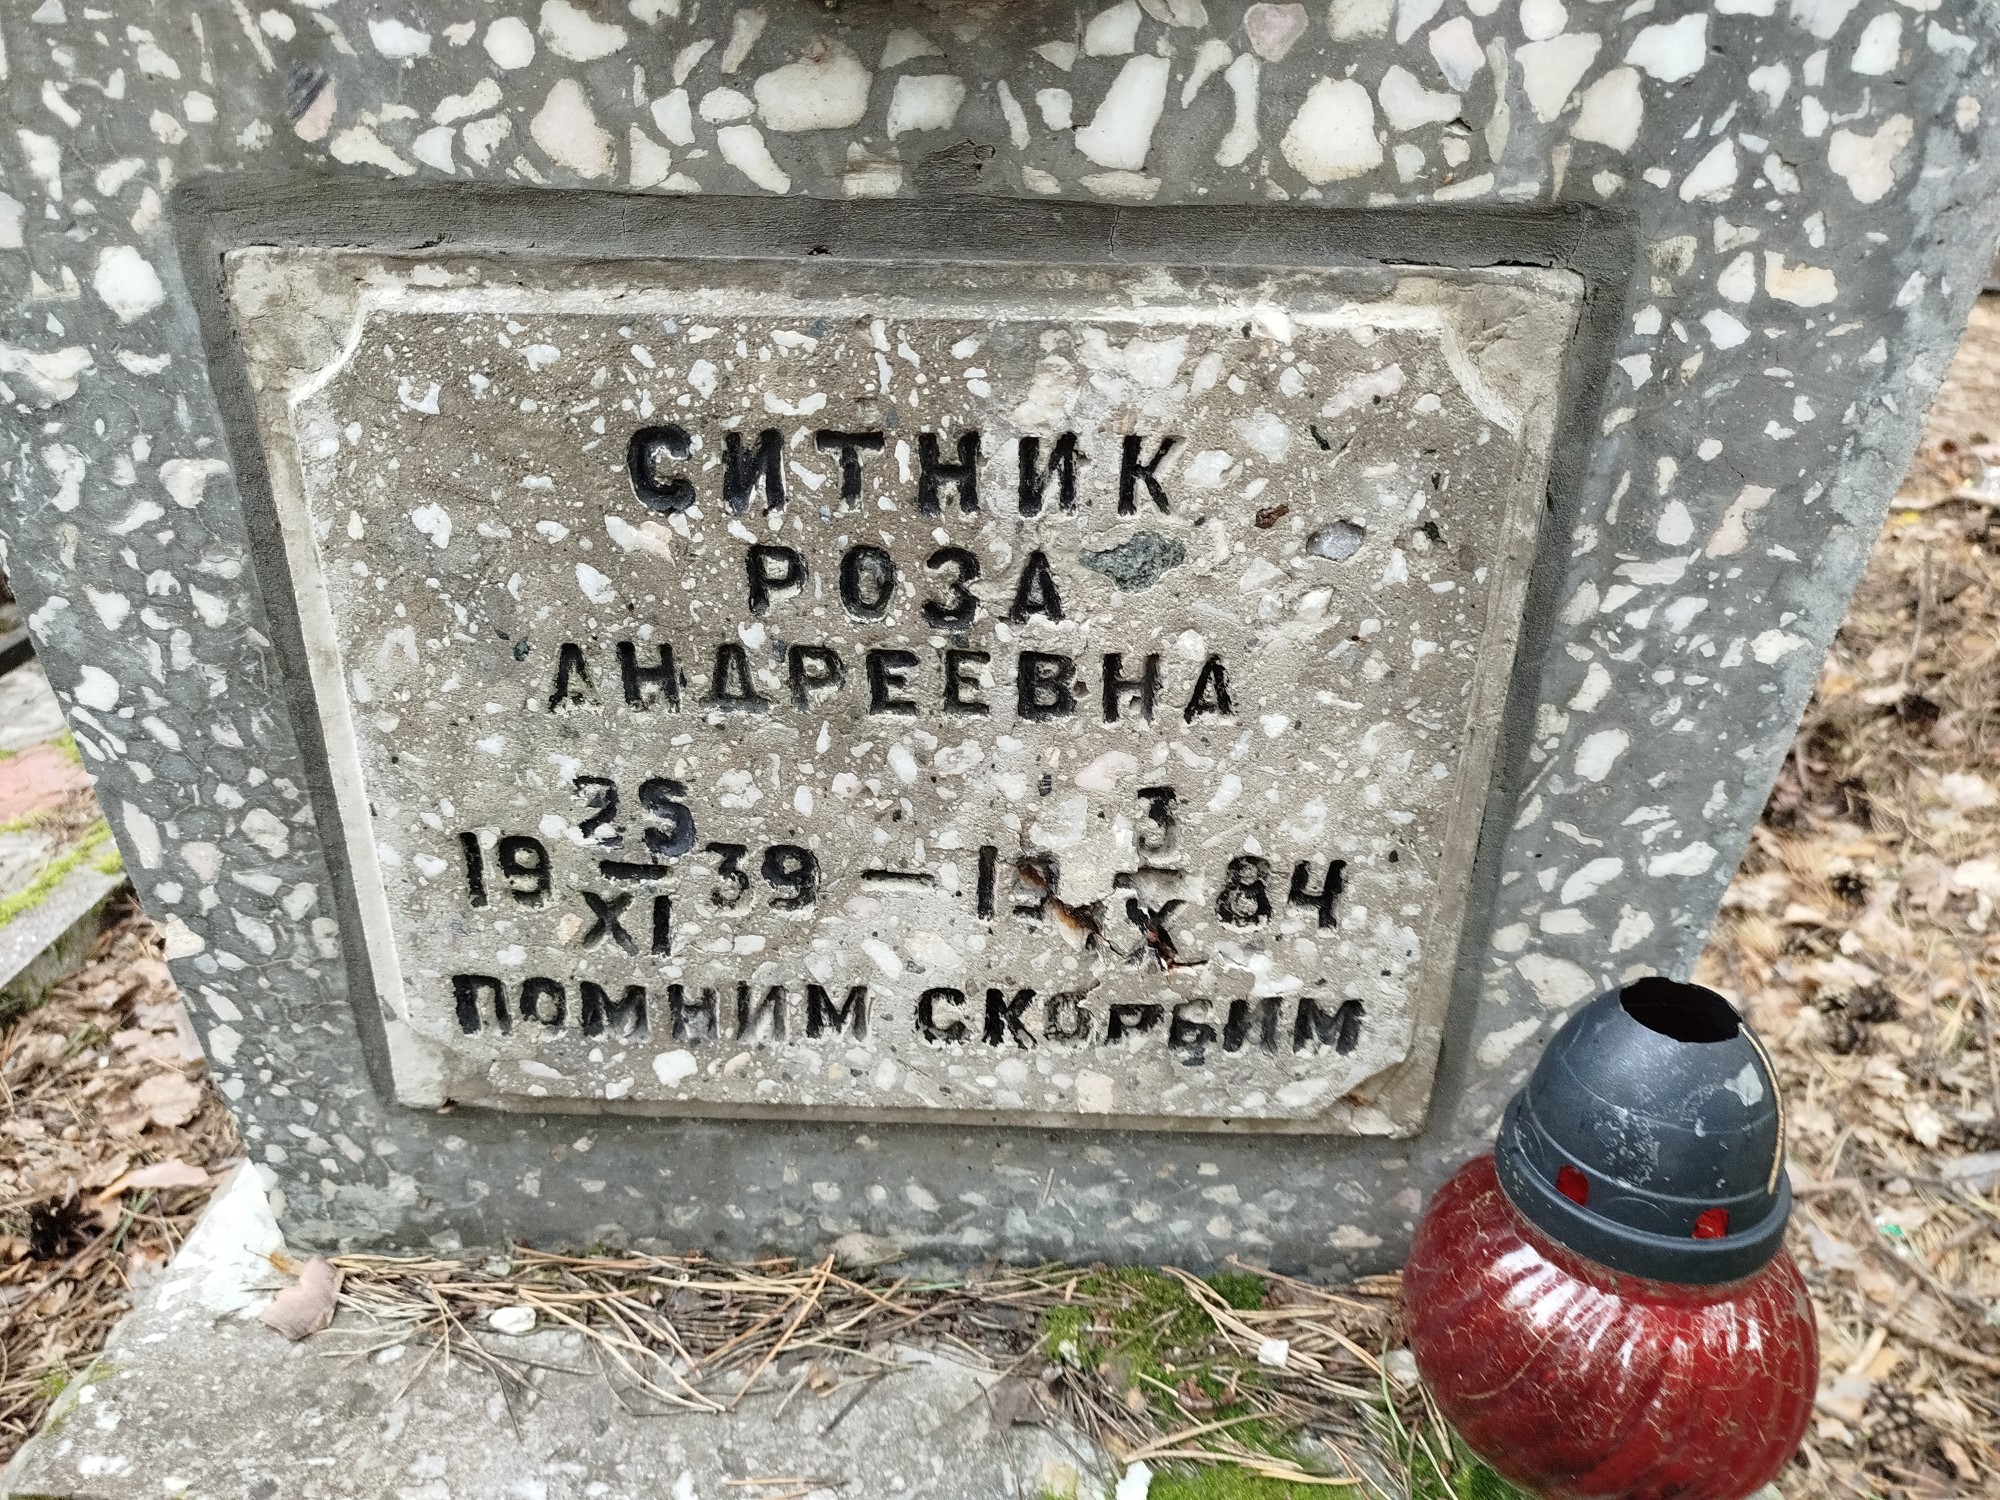 СИТНИК
РОЗА
АНДРЕЕВНА
19 25/XI 39 — 19 3/X 84
ПОМНИМ СКОРБИМ